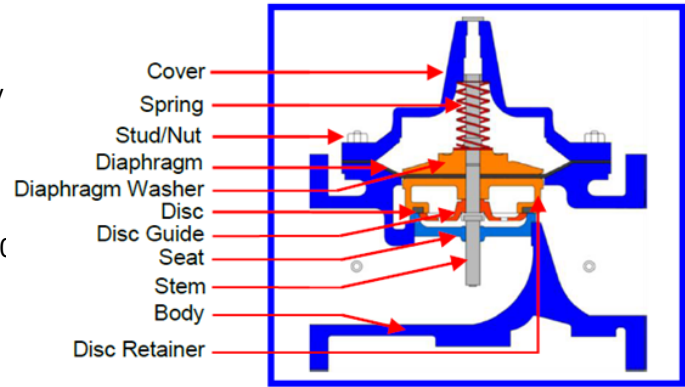 Cover
Spring
Stud/Nut
Diaphragm
Diaphragm Washer
Disc
Disc Guide
Seat
Stem
Body
Disc Retainer